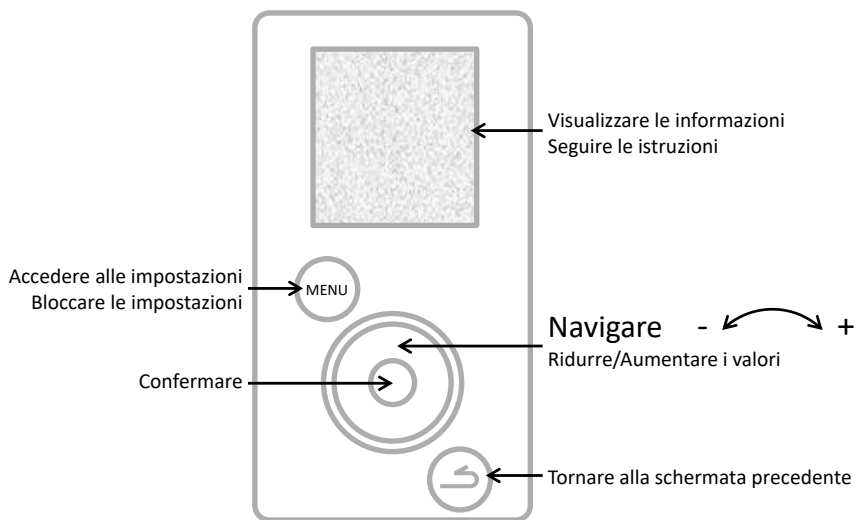 Visualizzare le informazioni
Seguire le istruzioni
Accedere alle impostazioni
Bloccare le impostazioni
MENU
Navigare - +
Ridurre/Aumentare i valori
Confermare
Tornare alla schermata precedente